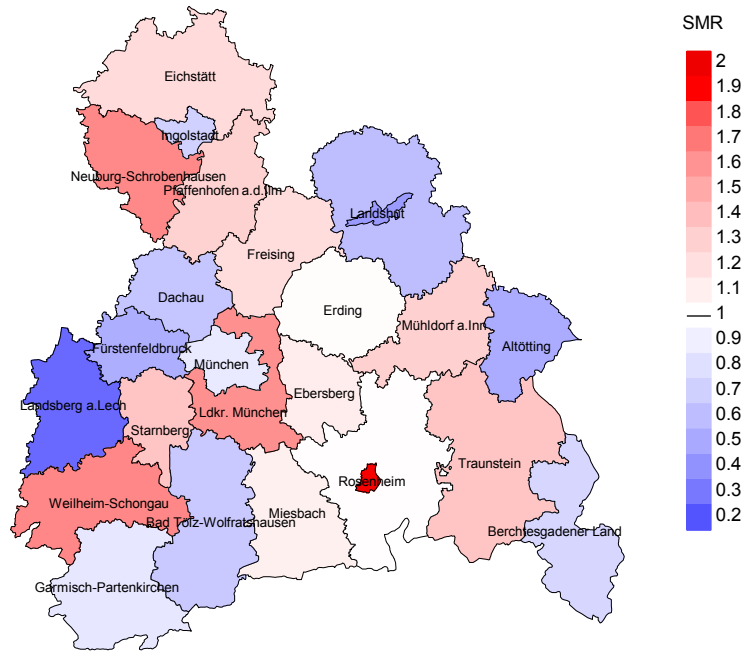 SMR
2
1.9
1.8
1.7
1.6
1.5
1.4
1.3
1.2
1.1
1
0.9
0.8
0.7
0.6
0.5
0.4
0.3
0.2
Eichstätt
Ingolstadt
Neuburg-Schrobenhausen
Pfaffenhofen a.d.Ilm
Landshut
Freising
Dachau
Erding
Mühldorf a.Inn
Altötting
Fürstenfeldbruck
München
Ebersberg
Landsberg a.Lech
Starnberg
Ldkr. München
Traunstein
Rosenheim
Weilheim-Schongau
Miesbach
Bad Tölz-Wolfratshausen
Berchtesgadener Land
Garmisch-Partenkirchen